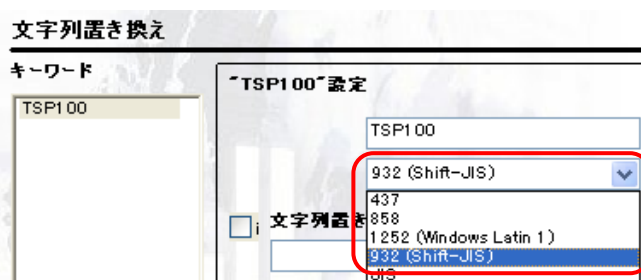 文字列置き換え
キーワード
TSP100
"TSP100"設定
TSP100
932 (Shift-JIS)
437
858
1252 (Windows Latin 1)
932 (Shift-JIS)
JIS
文字列置き